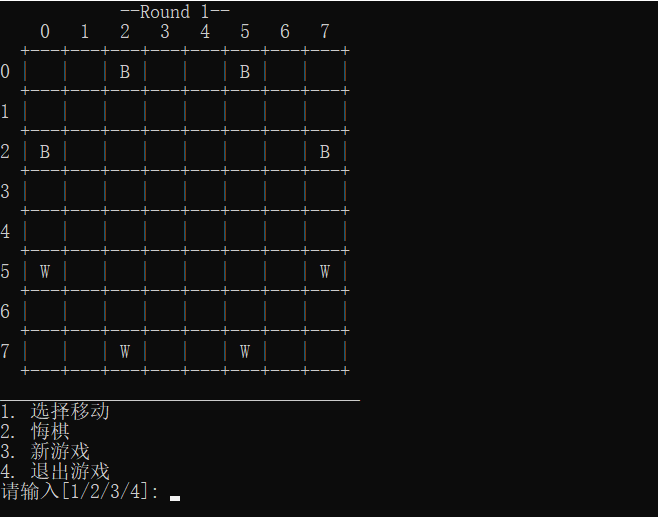 --Round 1--
0 1 2 3 4 5 6 7
+---+---+---+---+---+---+---+---+
0 | | | B | | | B | | |
+---+---+---+---+---+---+---+---+
1 | | | | | | | | |
+---+---+---+---+---+---+---+---+
2 | B | | | | | | | B |
+---+---+---+---+---+---+---+---+
3 | | | | | | | | |
+---+---+---+---+---+---+---+---+
4 | | | | | | | | |
+---+---+---+---+---+---+---+---+
5 | W | | | | | | | W |
+---+---+---+---+---+---+---+---+
6 | | | | | | | | |
+---+---+---+---+---+---+---+---+
7 | | | W | | | W | | |
+---+---+---+---+---+---+---+---+
____________________________________
1. 选择移动
2. 悔棋
3. 新游戏
4. 退出游戏
请输入[1/2/3/4]: _